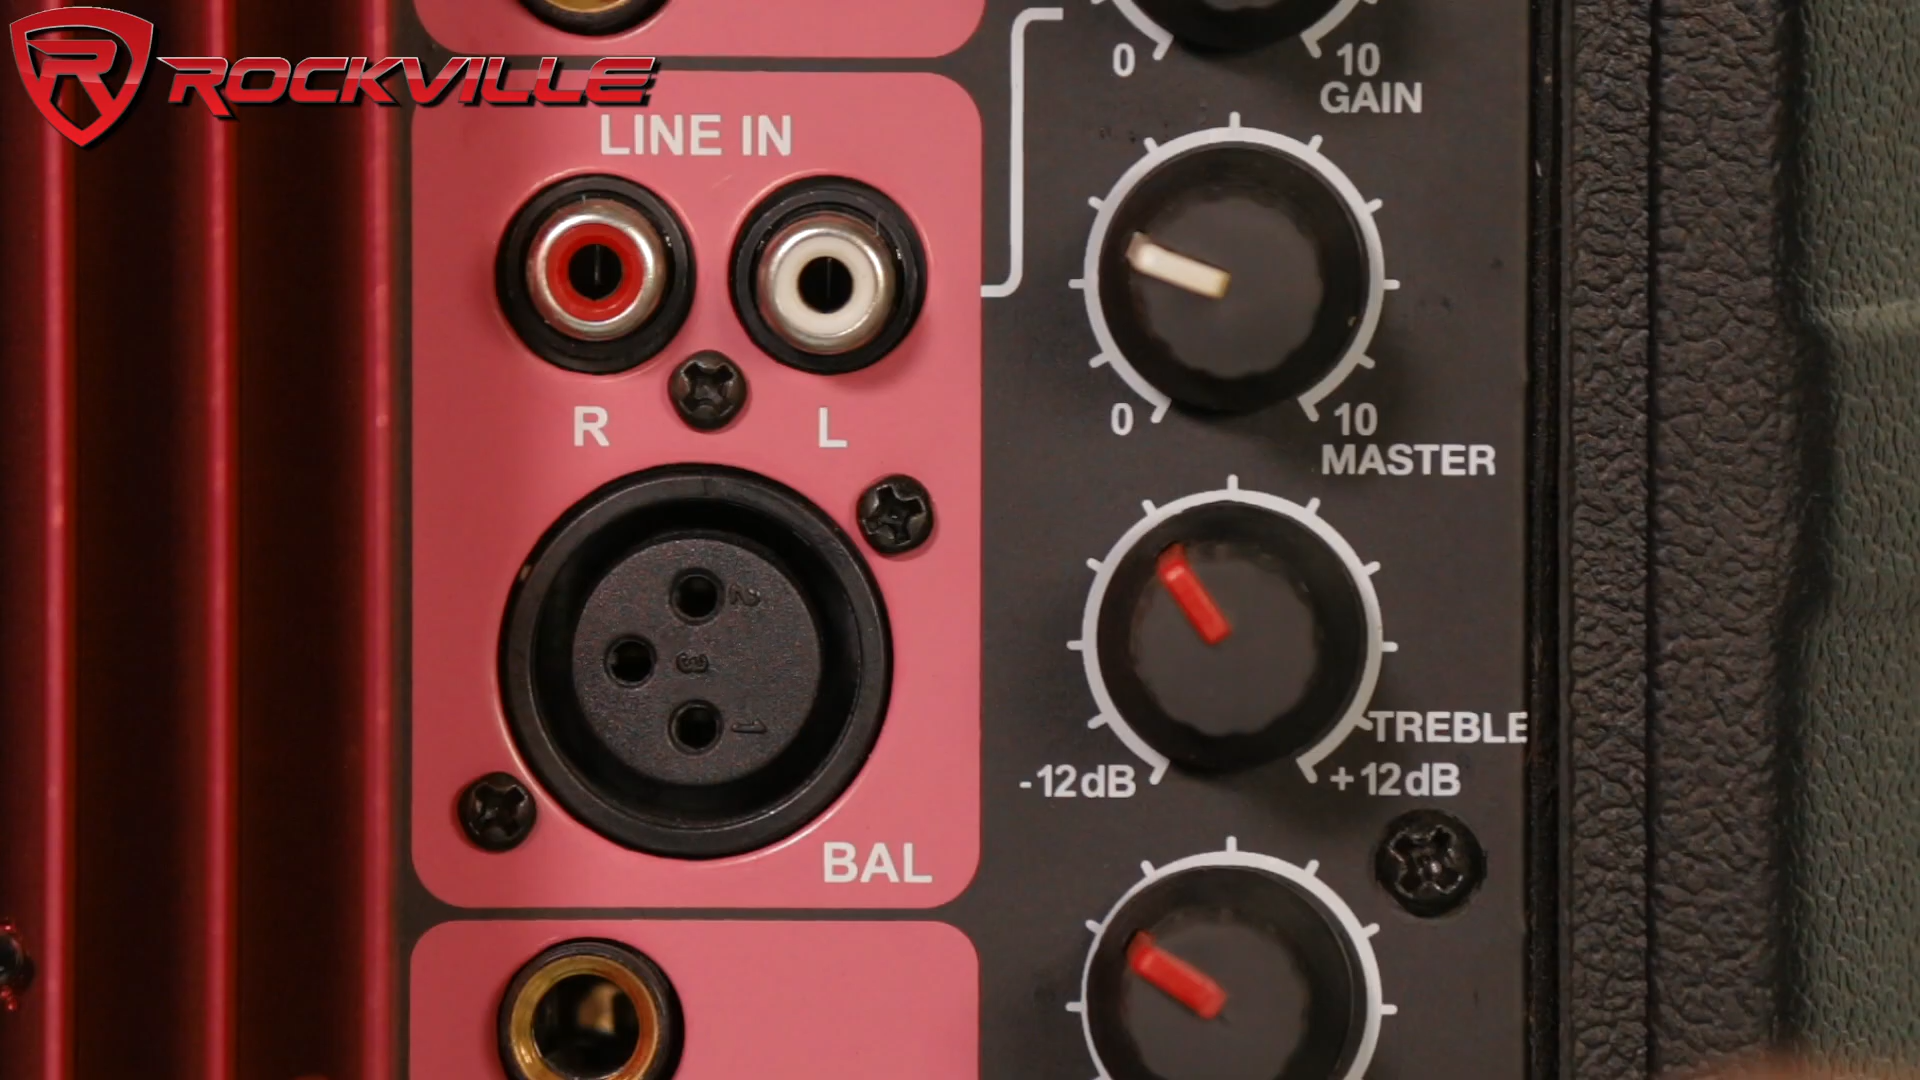 ROCKVILLE
0 10
GAIN
LINE IN
R L
0 10
MASTER
2
3
1
TREBLE
-12dB +12dB
BAL